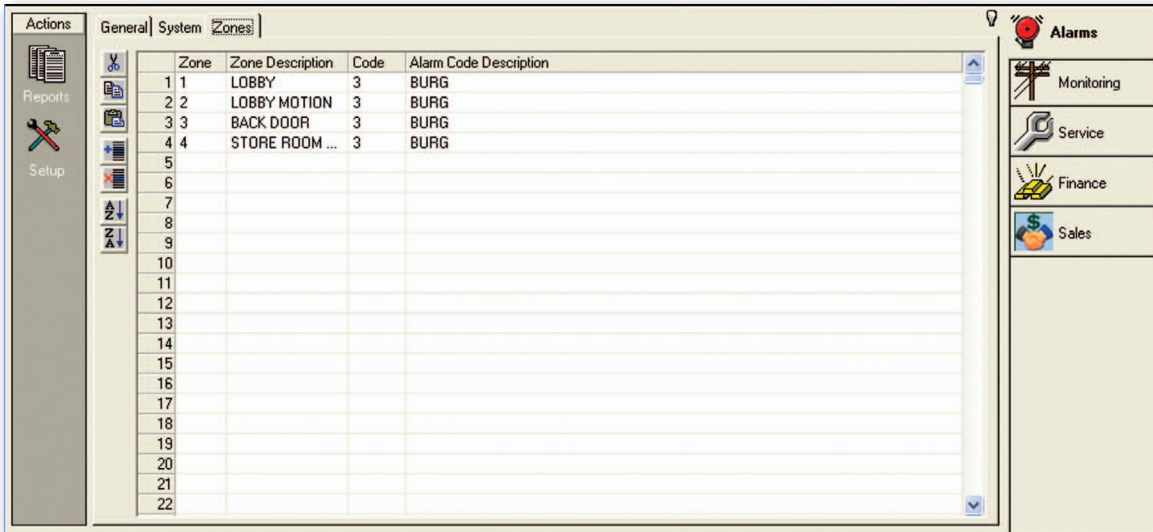 Actions
Reports
Setup
General System Zones
Zone Zone Description Code Alarm Code Description
1 1 LOBBY 3 BURG
2 2 LOBBY MOTION 3 BURG
3 3 BACK DOOR 3 BURG
4 4 STORE ROOM ... 3 BURG
5
6
7
8
9
10
11
12
13
14
15
16
17
18
19
20
21
22
A
Z
Z
A
Alarms
Monitoring
Service
Finance
$
Sales